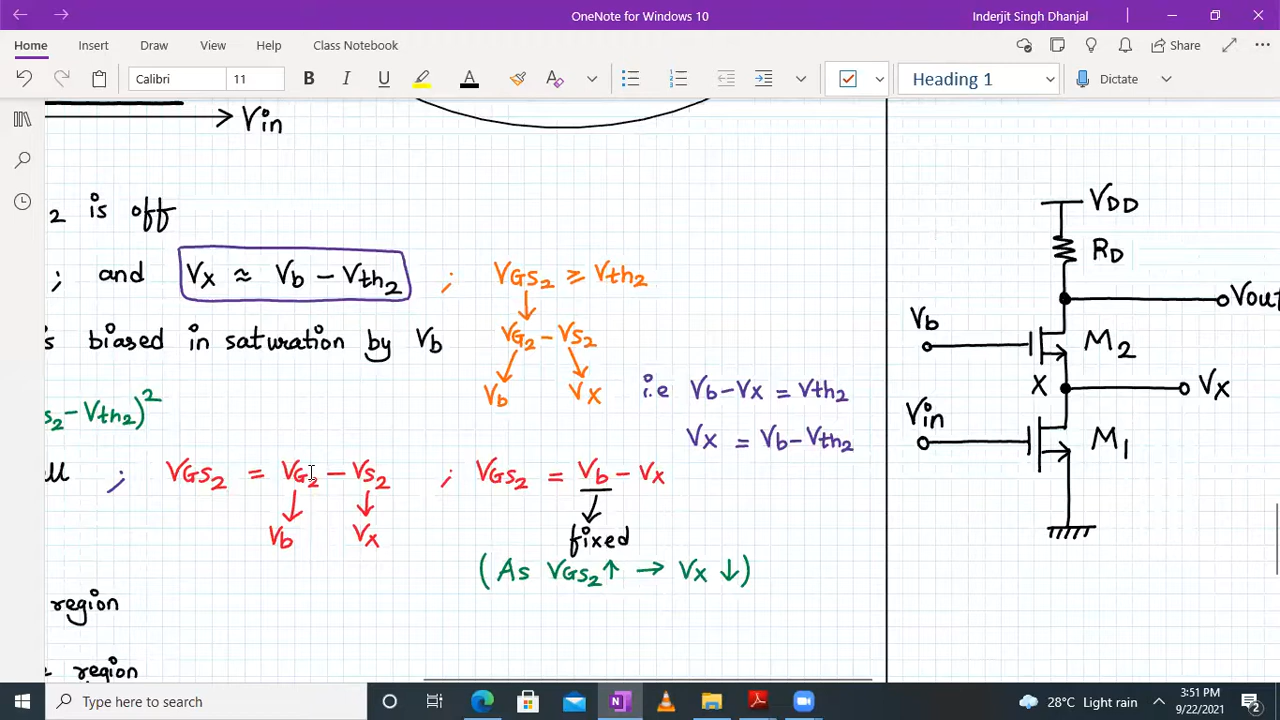 OneNote for Windows 10
Inderjit Singh Dhanjal
Home Insert Draw View Help Class Notebook
Share
Calibri 11 B I U A Heading 1 Dictate
Vin
2 is off
; and Vx ≈ Vb - Vth2 ; VGS2 ≥ Vth2
VG2 - VS2
Vb Vx
is biased in saturation by Vb
i.e Vb - Vx = Vth2
Vx = Vb - Vth2
s2 - Vth2)²
all ; VGS2 = VG2 - VS2 ; VGS2 = Vb - Vx
Vb Vx
fixed
(As VGS2 ↑ → Vx ↓)
region
region
VDD
RD
Vout
Vb
M2
X
Vx
Vin
M1
Type here to search
28°C Light rain
3:51 PM
9/22/2021
2